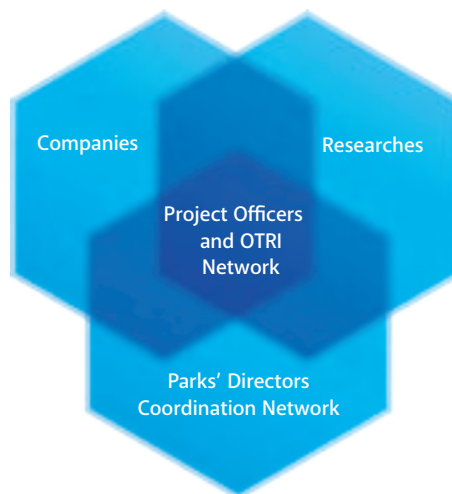 Companies
Researches
Project Officers
and OTRI
Network
Parks’ Directors
Coordination Network